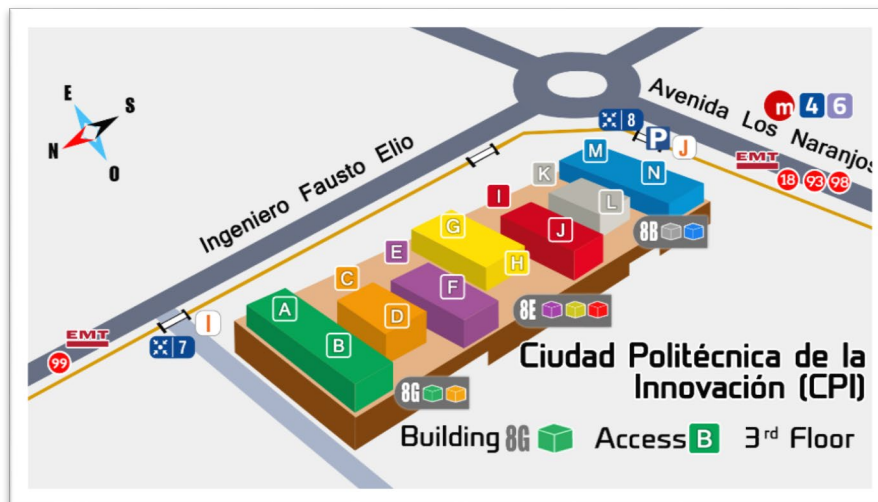 E
S
N
O
Ingeniero Fausto Elio
Avenida Los Naranjos
m 4 6
8
P
J
EMT
18 93 98
M
N
K
L
I
J
8B
G
H
E
F
8E
C
D
A
B
8G
I
7
EMT
99
Ciudad Politécnica de la
Innovación (CPI)
Building 8G Access B 3rd Floor